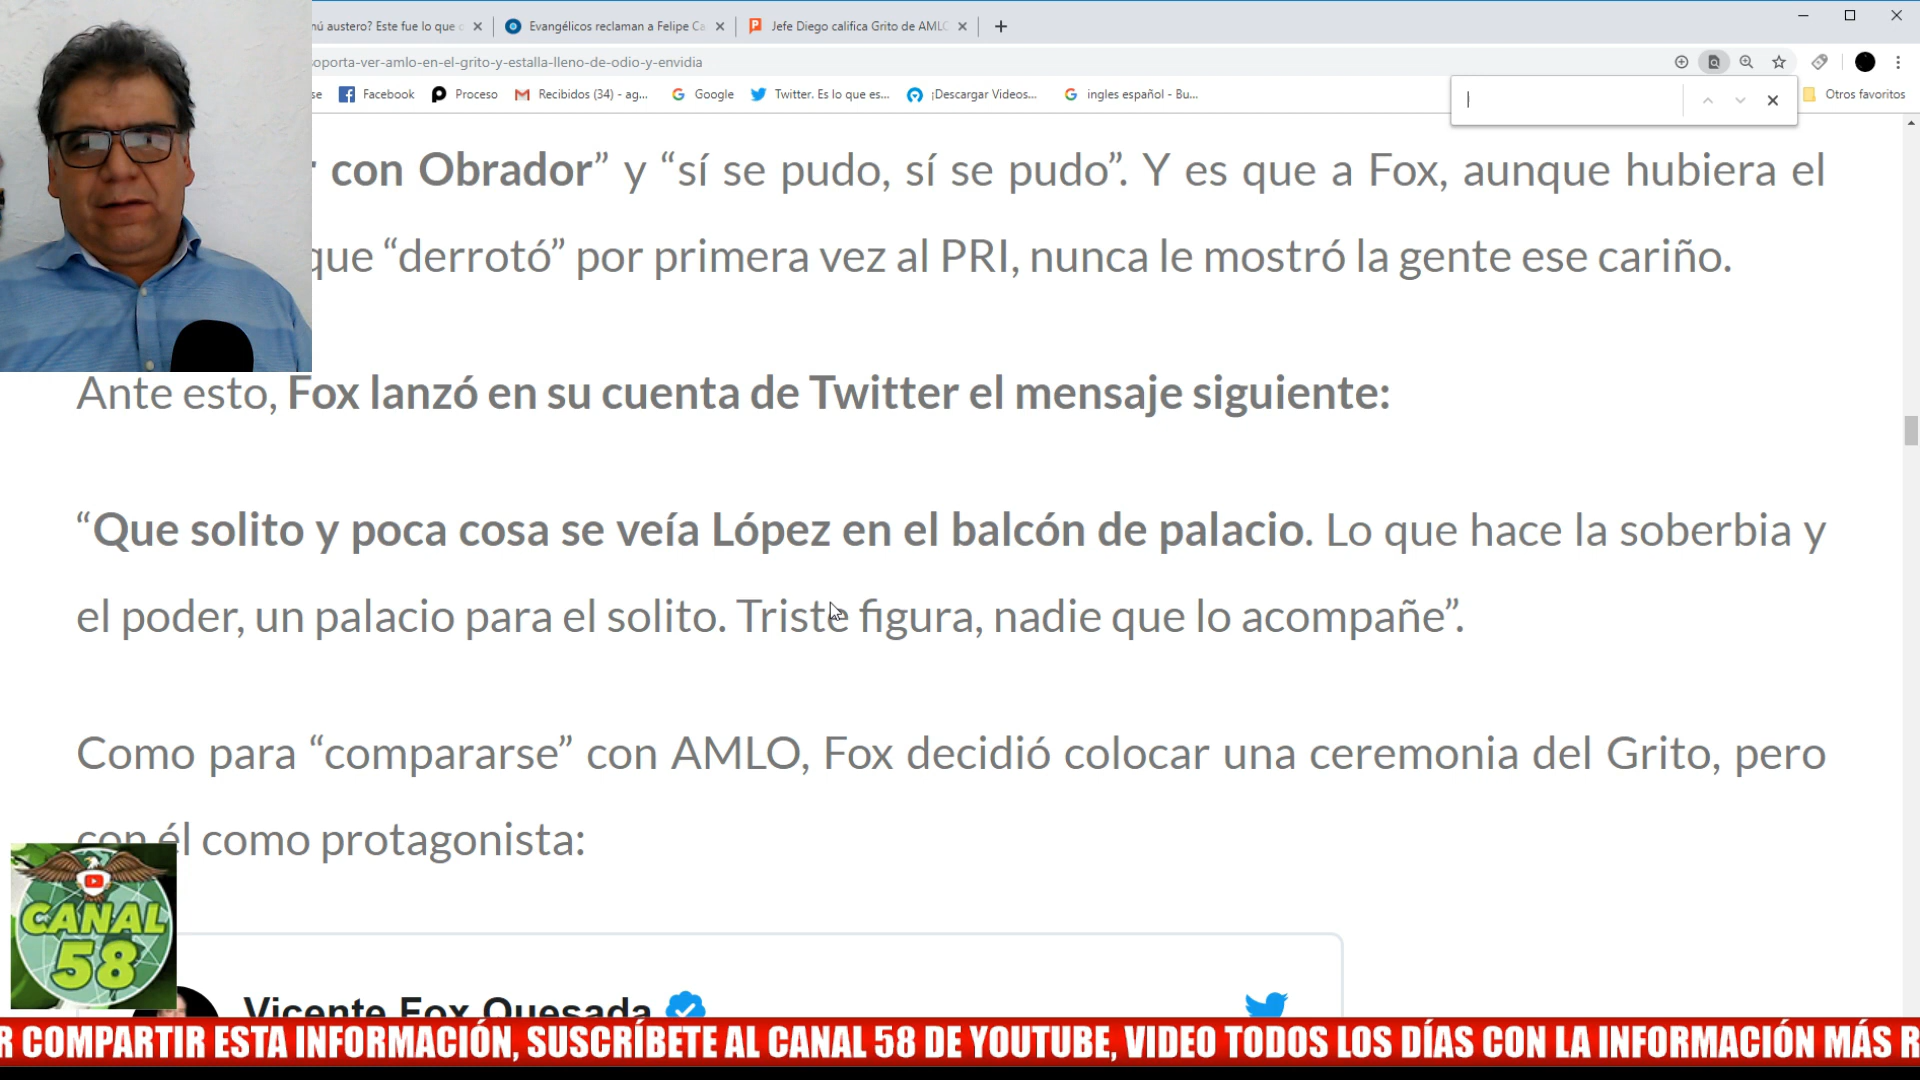 nú austero? Este fue lo que
Evangélicos reclaman a Felipe Ca
Jefe Diego califica Grito de AMLO
oporta-ver-amlo-en-el-grito-y-estalla-lleno-de-odio-y-envidia
se
Facebook
Proceso
Recibidos (34) - ag...
Google
Twitter. Es lo que es...
¡Descargar Videos...
ingles español - Bu...
Otros favoritos
r con Obrador” y “sí se pudo, sí se pudo”. Y es que a Fox, aunque hubiera el
que “derrotó” por primera vez al PRI, nunca le mostró la gente ese cariño.
Ante esto, Fox lanzó en su cuenta de Twitter el mensaje siguiente:
“Que solito y poca cosa se veía López en el balcón de palacio. Lo que hace la soberbia y
el poder, un palacio para el solito. Triste figura, nadie que lo acompañe”.
Como para “compararse” con AMLO, Fox decidió colocar una ceremonia del Grito, pero
con él como protagonista:
CANAL
58
Vicente Fox Quesada
R COMPARTIR ESTA INFORMACIÓN, SUSCRÍBETE AL CANAL 58 DE YOUTUBE, VIDEO TODOS LOS DÍAS CON LA INFORMACIÓN MÁS R